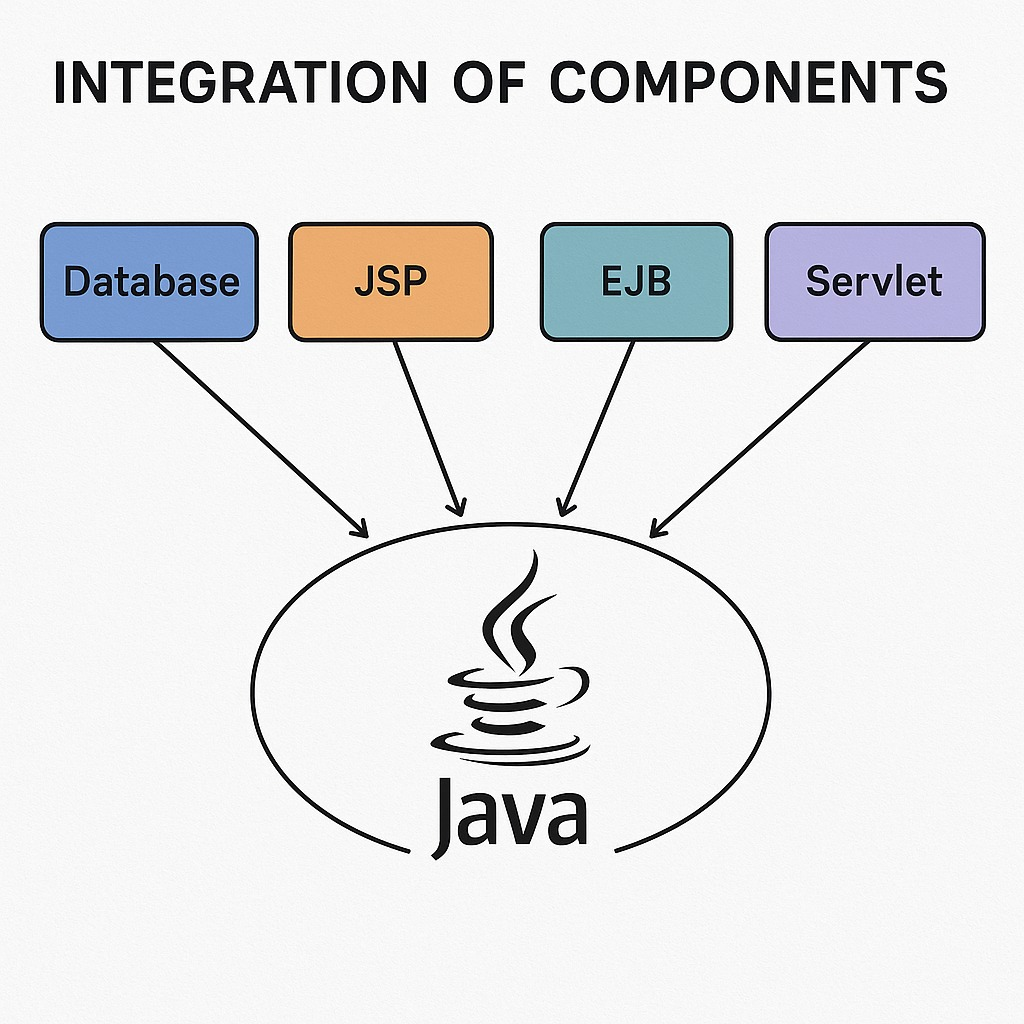 INTEGRATION OF COMPONENTS
Database
JSP
EJB
Servlet
Java